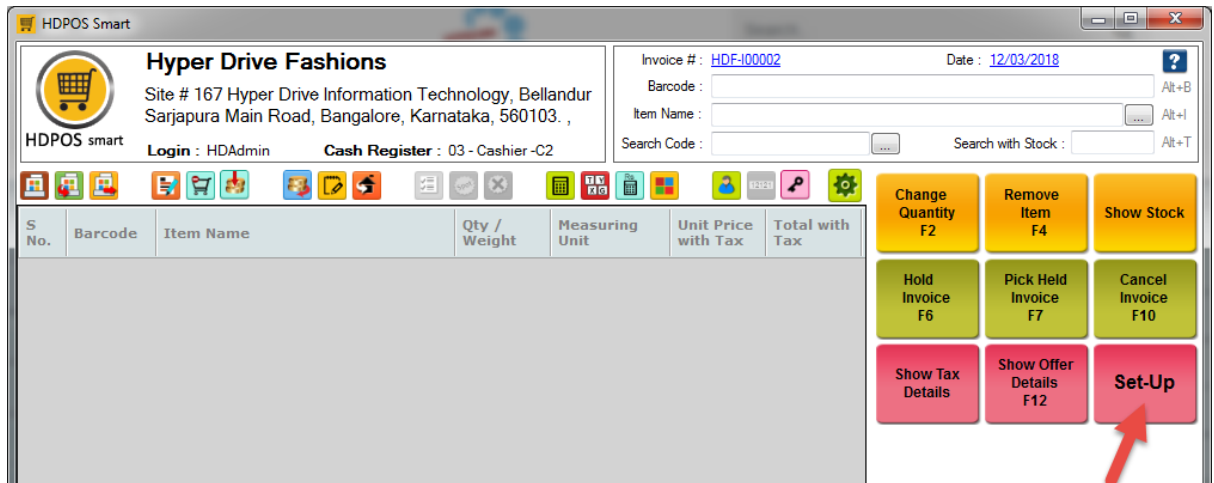 HDPOS Smart
Hyper Drive Fashions
Site # 167 Hyper Drive Information Technology, Bellandur
Sarjapura Main Road, Bangalore, Karnataka, 560103. ,
HDPOS smart
Login : HDAdmin Cash Register : 03 - Cashier -C2
Invoice # : HDF-I00002 Date : 12/03/2018 ?
Barcode : Alt+B
Item Name : ... Alt+I
Search Code : ... Search with Stock : Alt+T
S No. Barcode Item Name Qty / Weight Measuring Unit Unit Price with Tax Total with Tax
Change Quantity F2
Remove Item F4
Show Stock
Hold Invoice F6
Pick Held Invoice F7
Cancel Invoice F10
Show Tax Details
Show Offer Details F12
Set-Up